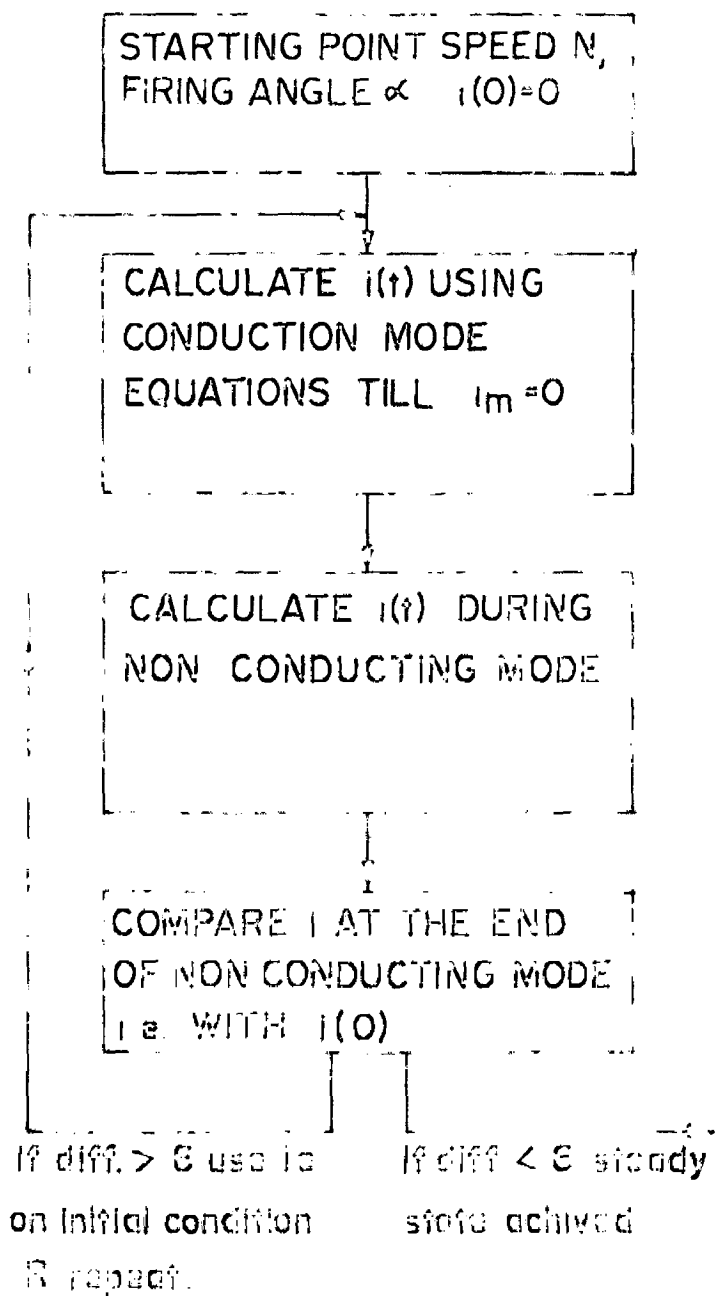 STARTING POINT SPEED N,
FIRING ANGLE ∝ i(0)=0
CALCULATE i(t) USING
CONDUCTION MODE
EQUATIONS TILL im=0
CALCULATE i(t) DURING
NON CONDUCTING MODE
COMPARE i AT THE END
OF NON CONDUCTING MODE
ie. WITH i(0)
If diff. > ε use ie
on initial condition
& repeat.
If diff < ε steady
state achived